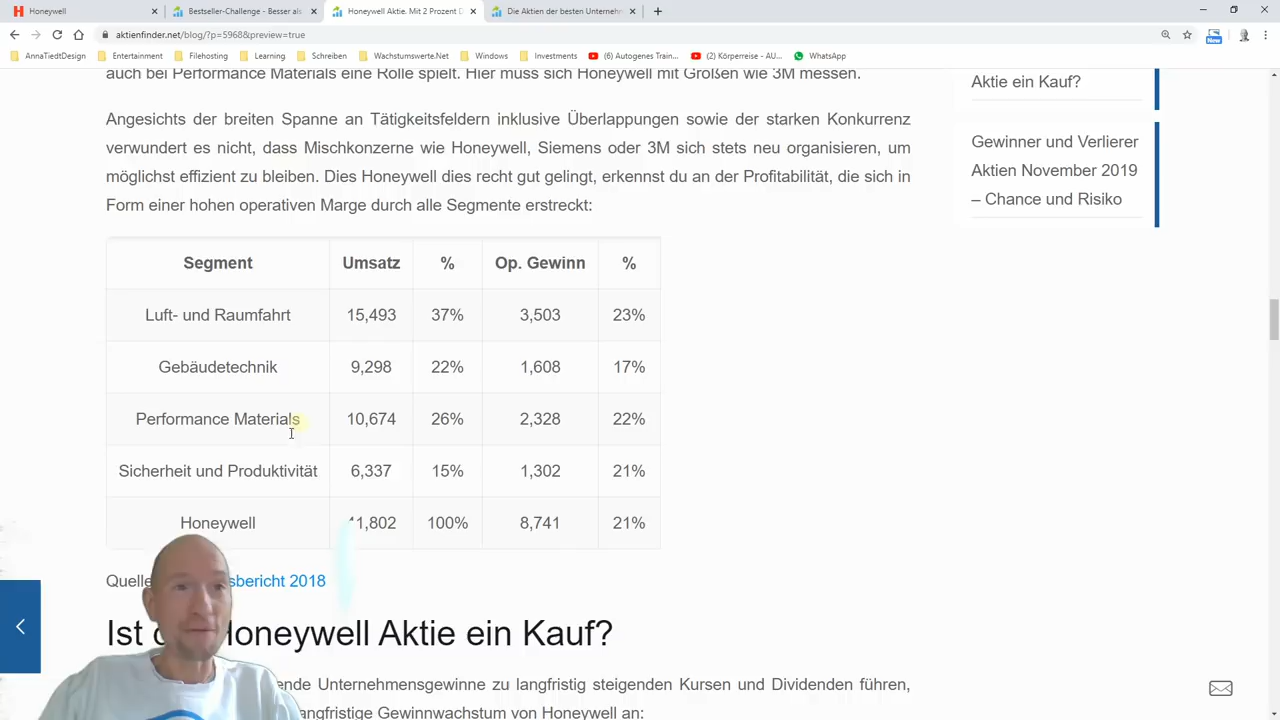 Honeywell
Bestseller-Challenge - Besser als
Honeywell Aktie. Mit 2 Prozent D
Die Aktien der besten Unternehm
aktienfinder.net/blog/?p=5968&preview=true
New
AnnaTiedtDesign
Entertainment
Filehosting
Learning
Schreiben
Wachstumswerte.Net
Windows
Investments
(6) Autogenes Train...
(2) Körperreise - AU...
WhatsApp
auch bei Performance Materials eine Rolle spielt. Hier muss sich Honeywell mit Größen wie 3M messen.
Angesichts der breiten Spanne an Tätigkeitsfeldern inklusive Überlappungen sowie der starken Konkurrenz
verwundert es nicht, dass Mischkonzerne wie Honeywell, Siemens oder 3M sich stets neu organisieren, um
möglichst effizient zu bleiben. Dies Honeywell dies recht gut gelingt, erkennst du an der Profitabilität, die sich in
Form einer hohen operativen Marge durch alle Segmente erstreckt:
Segment Umsatz % Op. Gewinn %
Luft- und Raumfahrt 15,493 37% 3,503 23%
Gebäudetechnik 9,298 22% 1,608 17%
Performance Materials 10,674 26% 2,328 22%
Sicherheit und Produktivität 6,337 15% 1,302 21%
Honeywell 41,802 100% 8,741 21%
Quelle sbericht 2018
Ist Honeywell Aktie ein Kauf?
ende Unternehmensgewinne zu langfristig steigenden Kursen und Dividenden führen,
angfristige Gewinnwachstum von Honeywell an:
Aktie ein Kauf?
Gewinner und Verlierer
Aktien November 2019
– Chance und Risiko